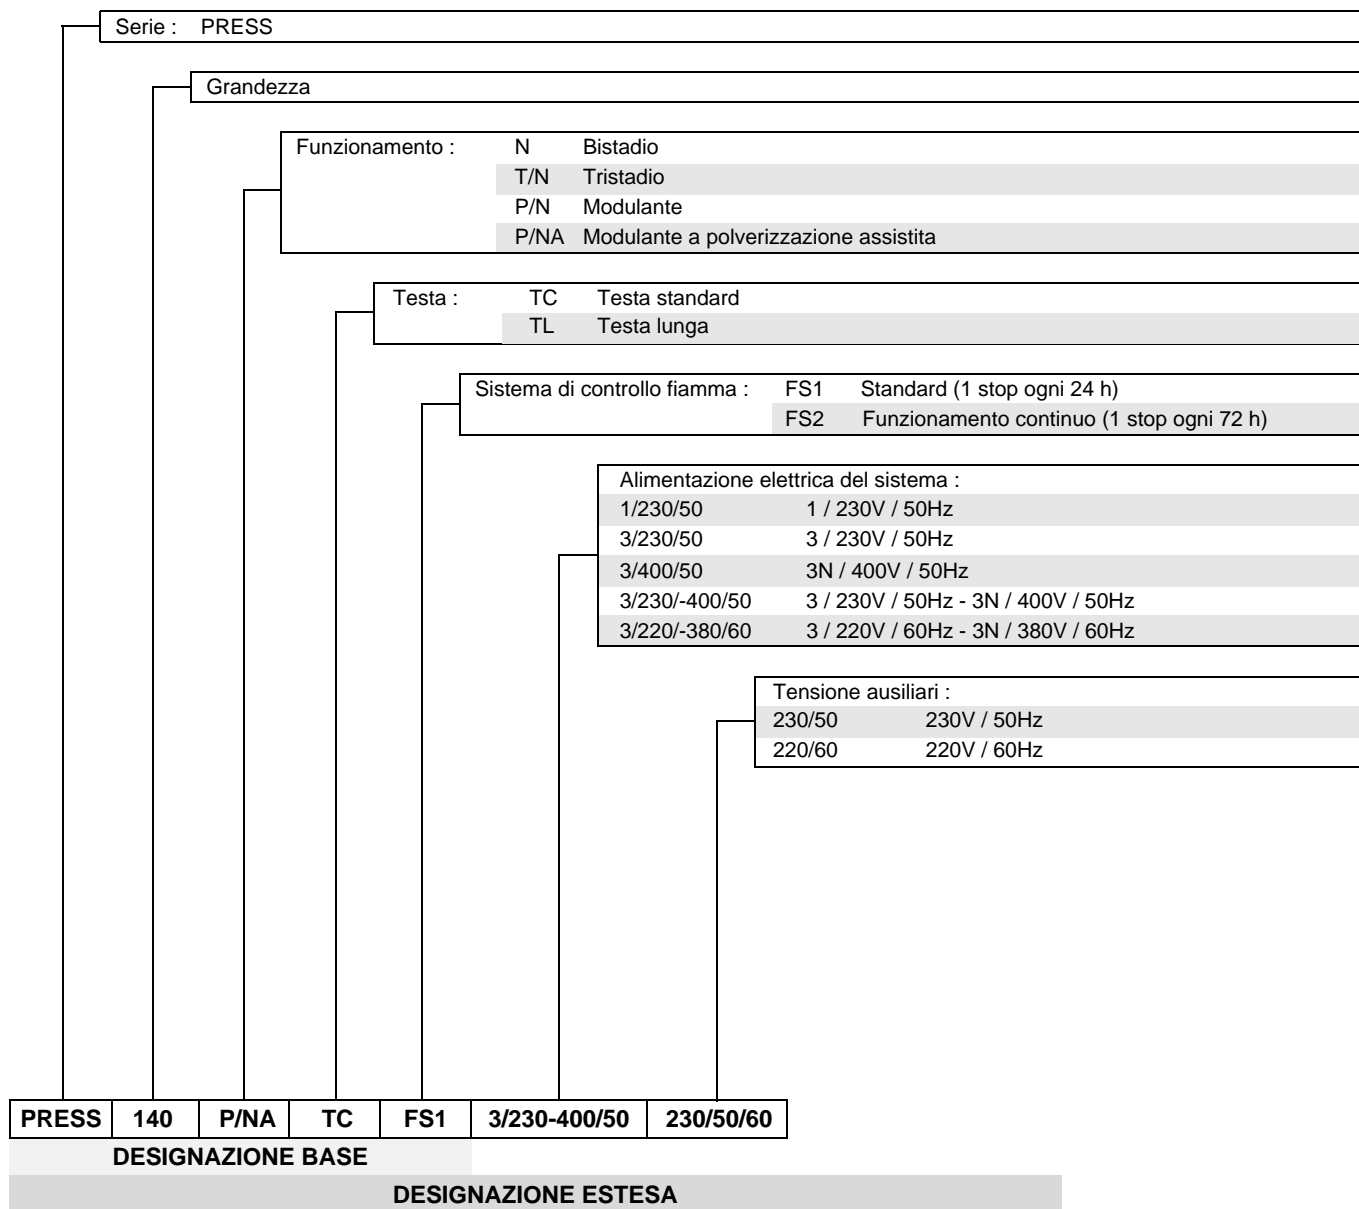 Serie : PRESS
Grandezza
Funzionamento : N Bistadio
T/N Tristadio
P/N Modulante
P/NA Modulante a polverizzazione assistita
Testa : TC Testa standard
TL Testa lunga
Sistema di controllo fiamma : FS1 Standard (1 stop ogni 24 h)
FS2 Funzionamento continuo (1 stop ogni 72 h)
Alimentazione elettrica del sistema :
1/230/50 1 / 230V / 50Hz
3/230/50 3 / 230V / 50Hz
3/400/50 3N / 400V / 50Hz
3/230/-400/50 3 / 230V / 50Hz - 3N / 400V / 50Hz
3/220/-380/60 3 / 220V / 60Hz - 3N / 380V / 60Hz
Tensione ausiliari :
230/50 230V / 50Hz
220/60 220V / 60Hz
PRESS 140 P/NA TC FS1 3/230-400/50 230/50/60
DESIGNAZIONE BASE
DESIGNAZIONE ESTESA